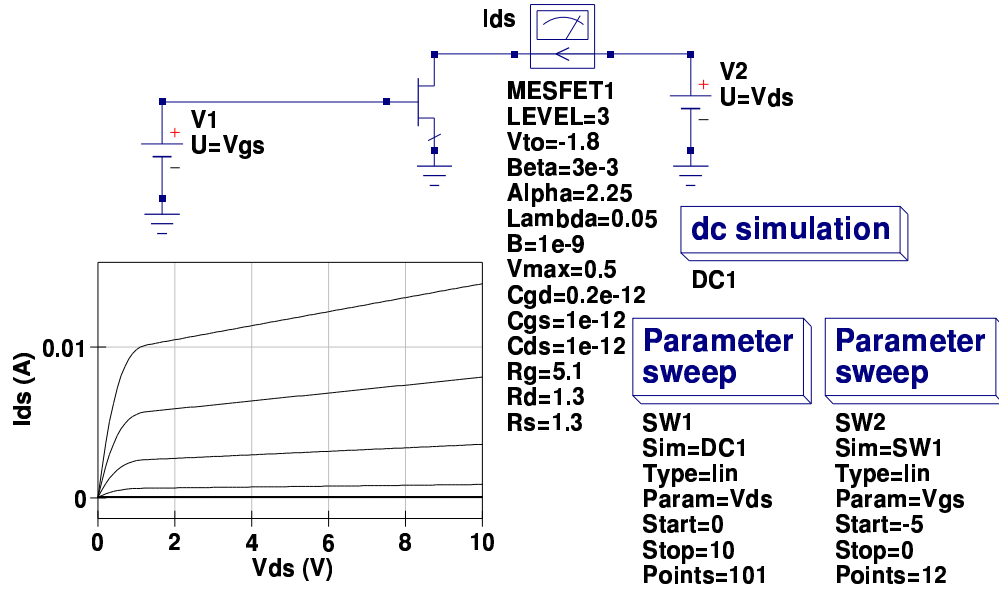 Ids
V1
U=Vgs
V2
U=Vds
MESFET1
LEVEL=3
Vto=-1.8
Beta=3e-3
Alpha=2.25
Lambda=0.05
B=1e-9
Vmax=0.5
Cgd=0.2e-12
Cgs=1e-12
Cds=1e-12
Rg=5.1
Rd=1.3
Rs=1.3
dc simulation
DC1
Parameter
sweep
SW1
Sim=DC1
Type=lin
Param=Vds
Start=0
Stop=10
Points=101
Parameter
sweep
SW2
Sim=SW1
Type=lin
Param=Vgs
Start=-5
Stop=0
Points=12
Ids (A)
0.01
0
0 2 4 6 8 10
Vds (V)